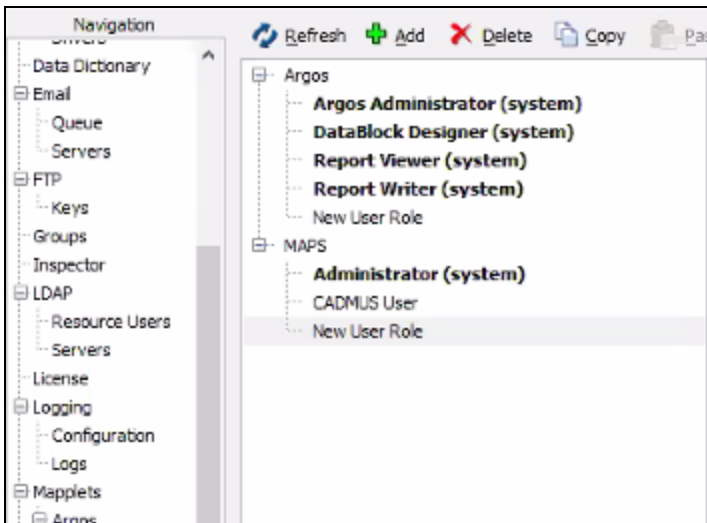 Navigation
Drivers
Data Dictionary
Email
Queue
Servers
FTP
Keys
Groups
Inspector
LDAP
Resource Users
Servers
License
Logging
Configuration
Logs
Mapplets
Argos
Refresh Add Delete Copy
Argos
Argos Administrator (system)
DataBlock Designer (system)
Report Viewer (system)
Report Writer (system)
New User Role
MAPS
Administrator (system)
CADMUS User
New User Role